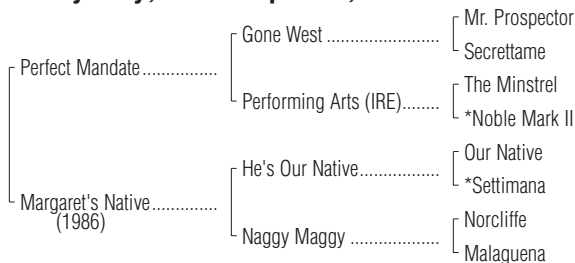 Mr. Prospector
Gone West
Secrettame
Perfect Mandate
The Minstrel
Performing Arts (IRE)
*Noble Mark II
Our Native
He's Our Native
*Settimana
Margaret's Native
(1986)
Norcliffe
Naggy Maggy
Malaguena